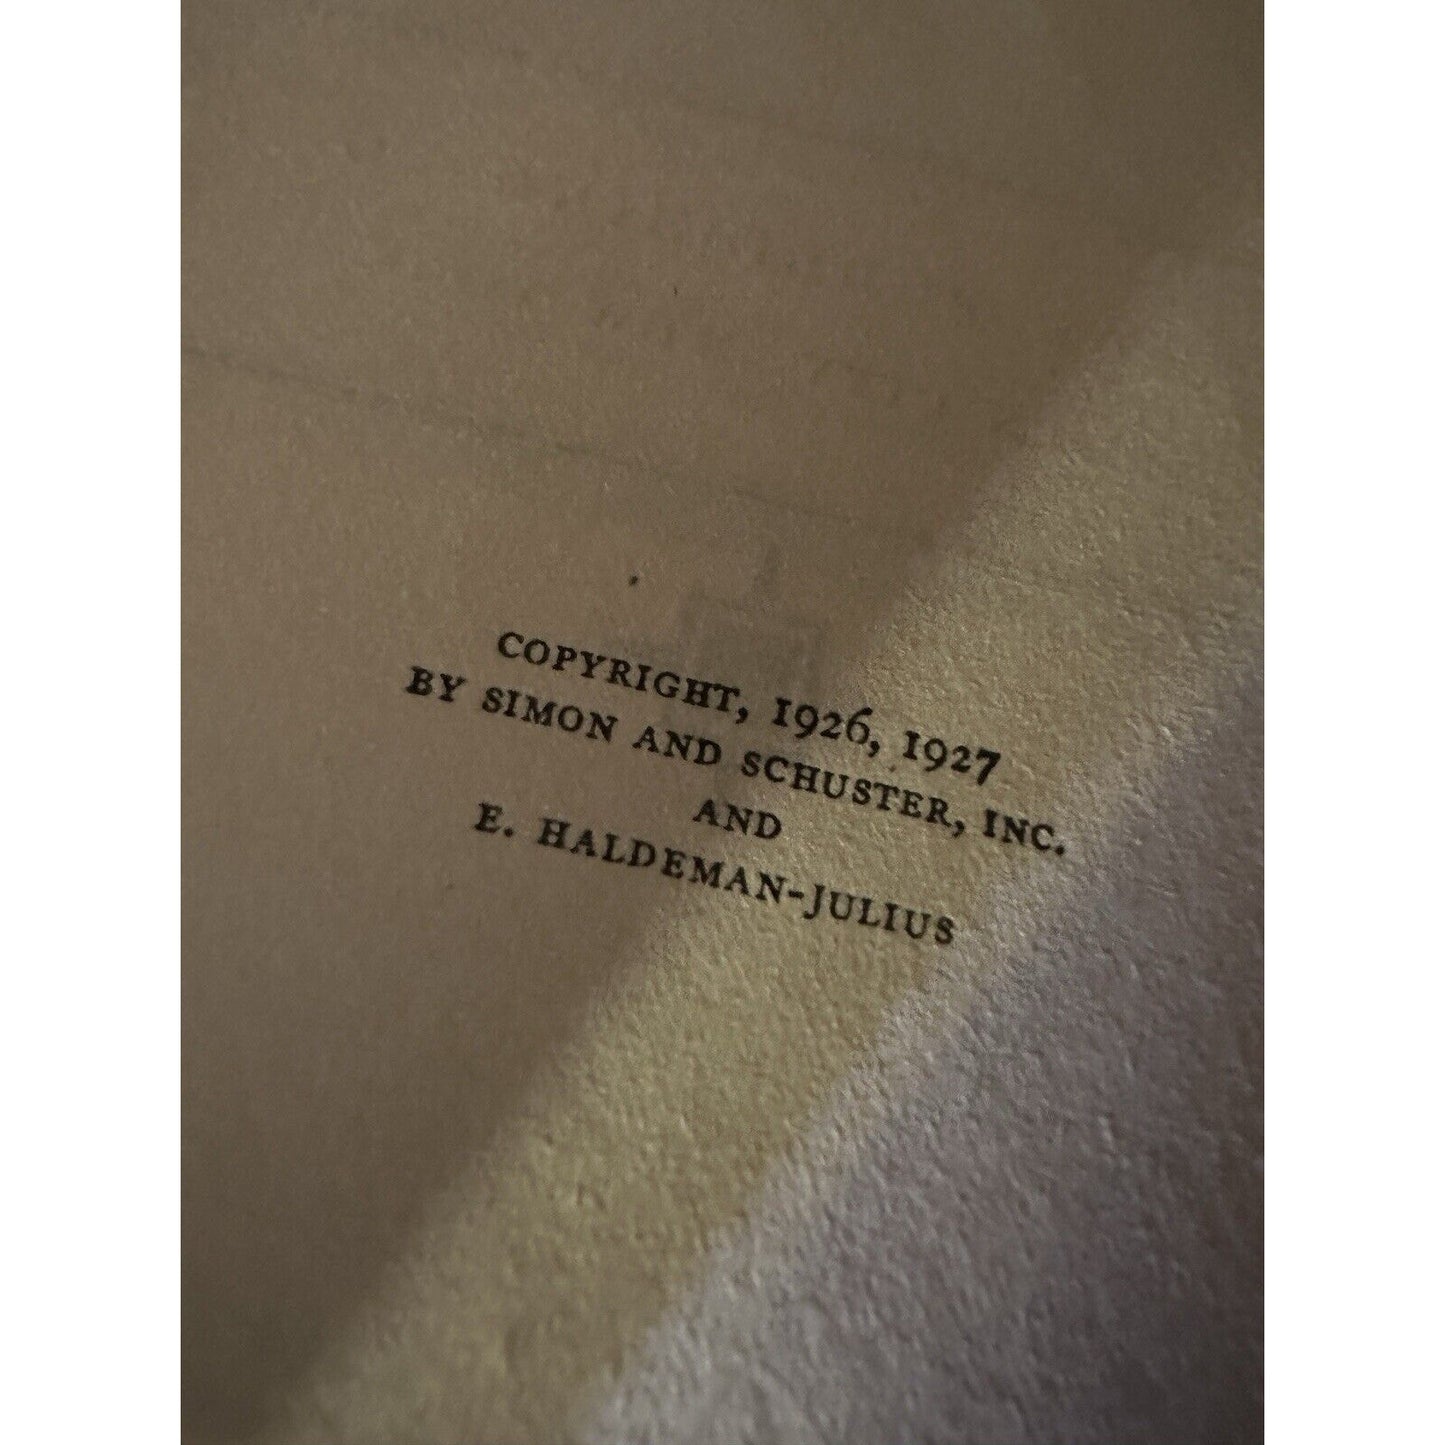 COPYRIGHT, 1926, 1927
BY SIMON AND SCHUSTER, INC.
AND
E. HALDEMAN-JULIUS